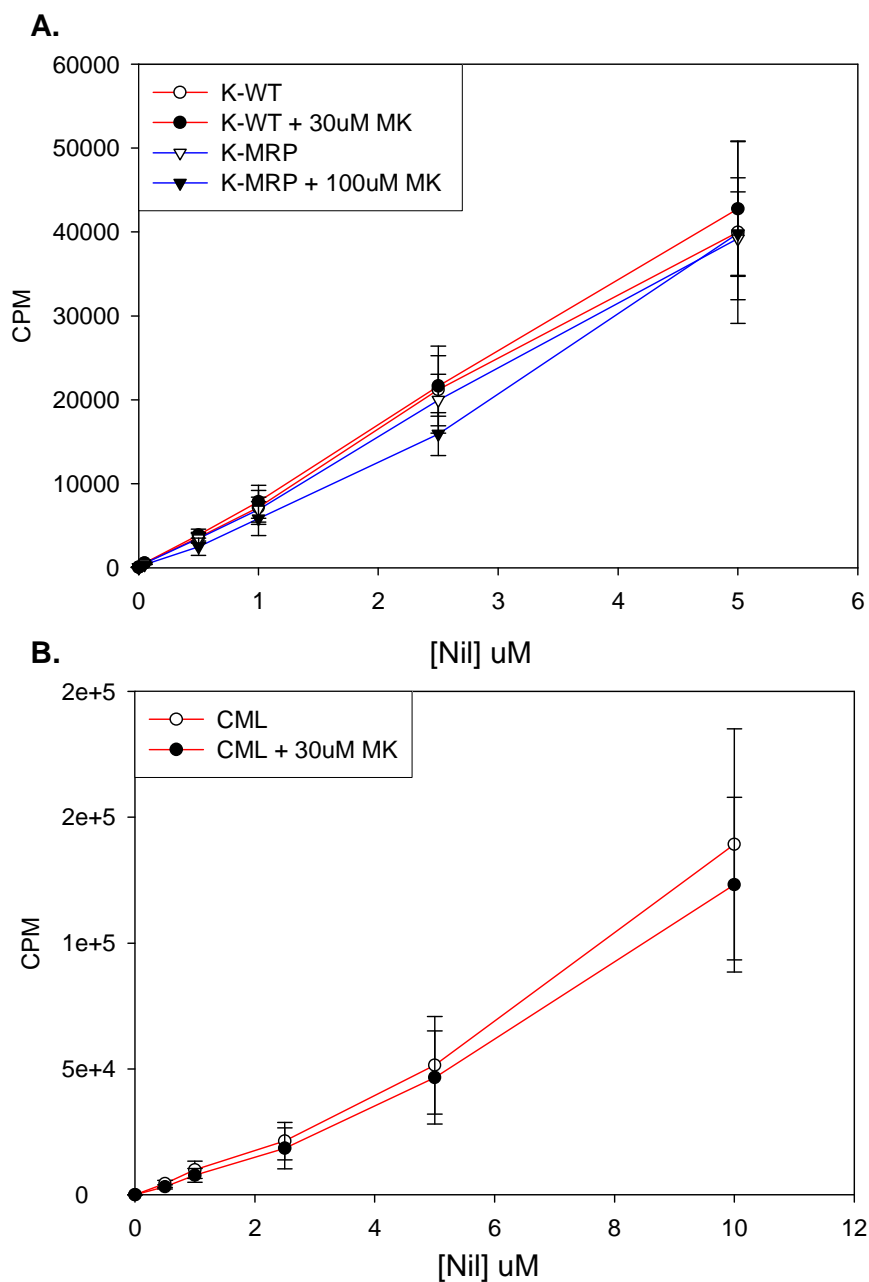 A.
60000
50000
40000
30000
20000
10000
0
CPM
K-WT
K-WT + 30uM MK
K-MRP
K-MRP + 100uM MK
0 1 2 3 4 5 6
[Nil] uM
B.
2e+5
2e+5
1e+5
5e+4
0
CPM
CML
CML + 30uM MK
0 2 4 6 8 10 12
[Nil] uM